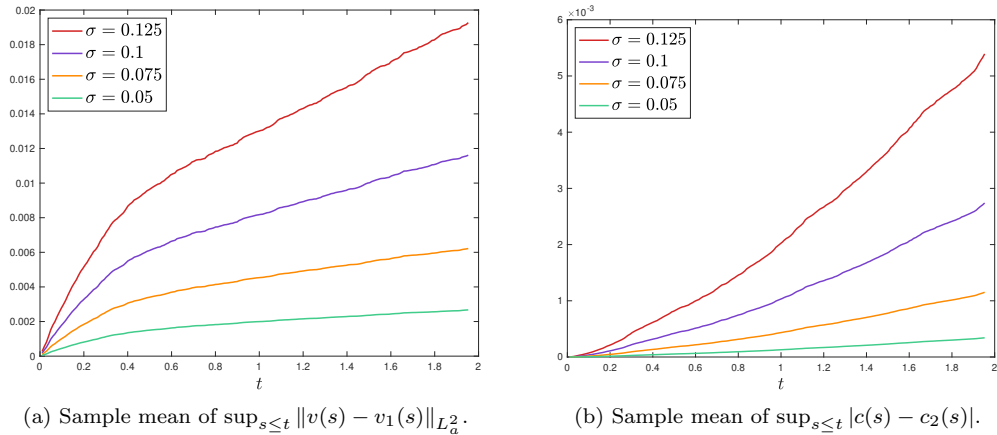 0.02
0.018
0.016
0.014
0.012
0.01
0.008
0.006
0.004
0.002
0
σ = 0.125
σ = 0.1
σ = 0.075
σ = 0.05
0 0.2 0.4 0.6 0.8 1 1.2 1.4 1.6 1.8 2
t
(a) Sample mean of sup_{s≤t} ‖v(s) − v₁(s)‖_{L²_a}.
×10⁻³
6
5
4
3
2
1
0
σ = 0.125
σ = 0.1
σ = 0.075
σ = 0.05
0 0.2 0.4 0.6 0.8 1 1.2 1.4 1.6 1.8 2
t
(b) Sample mean of sup_{s≤t} |c(s) − c₂(s)|.